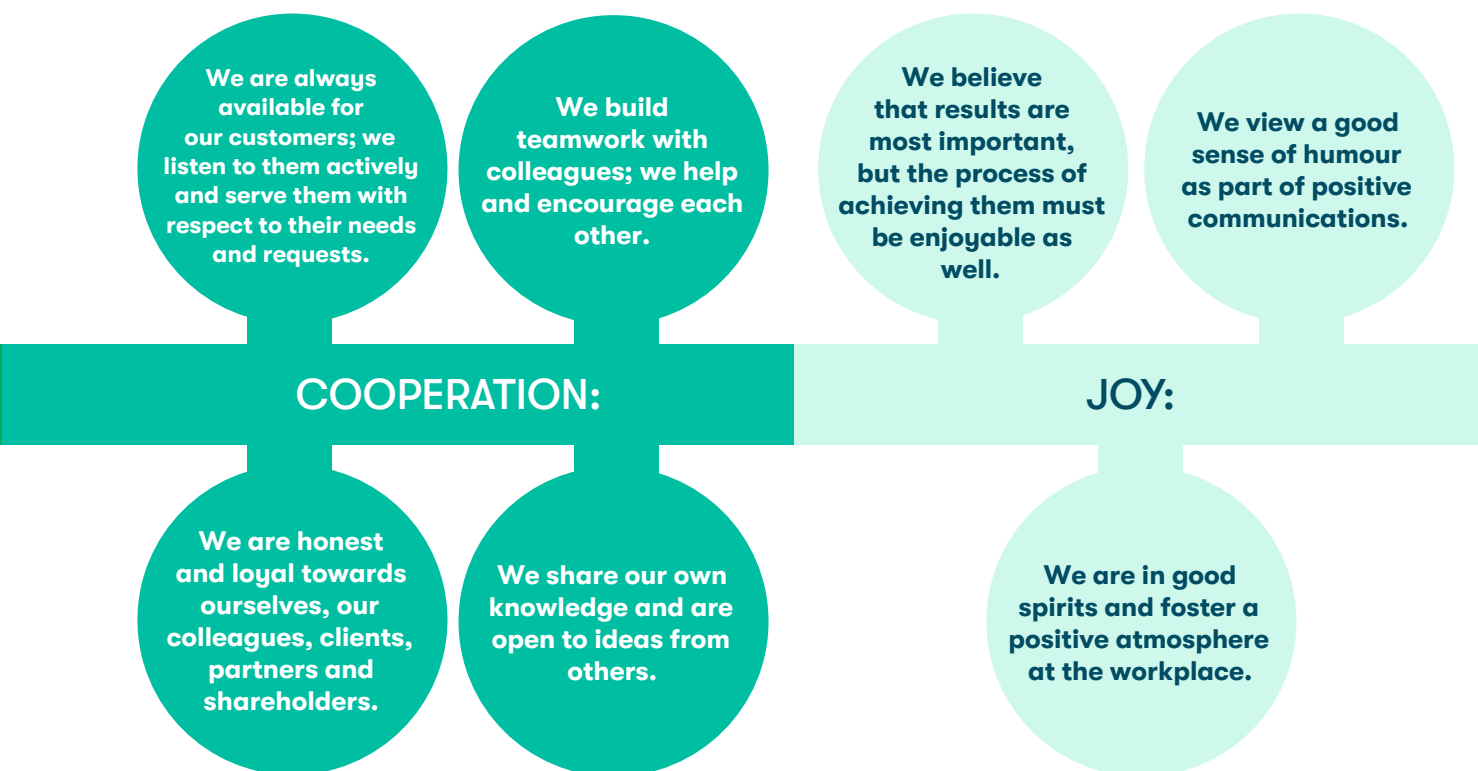 We are always
available for
our customers; we
listen to them actively
and serve them with
respect to their needs
and requests.
We build
teamwork with
colleagues; we help
and encourage each
other.
We believe
that results are
most important,
but the process of
achieving them must
be enjoyable as
well.
We view a good
sense of humour
as part of positive
communications.
COOPERATION:
JOY:
We are honest
and loyal towards
ourselves, our
colleagues, clients,
partners and
shareholders.
We share our own
knowledge and are
open to ideas from
others.
We are in good
spirits and foster a
positive atmosphere
at the workplace.